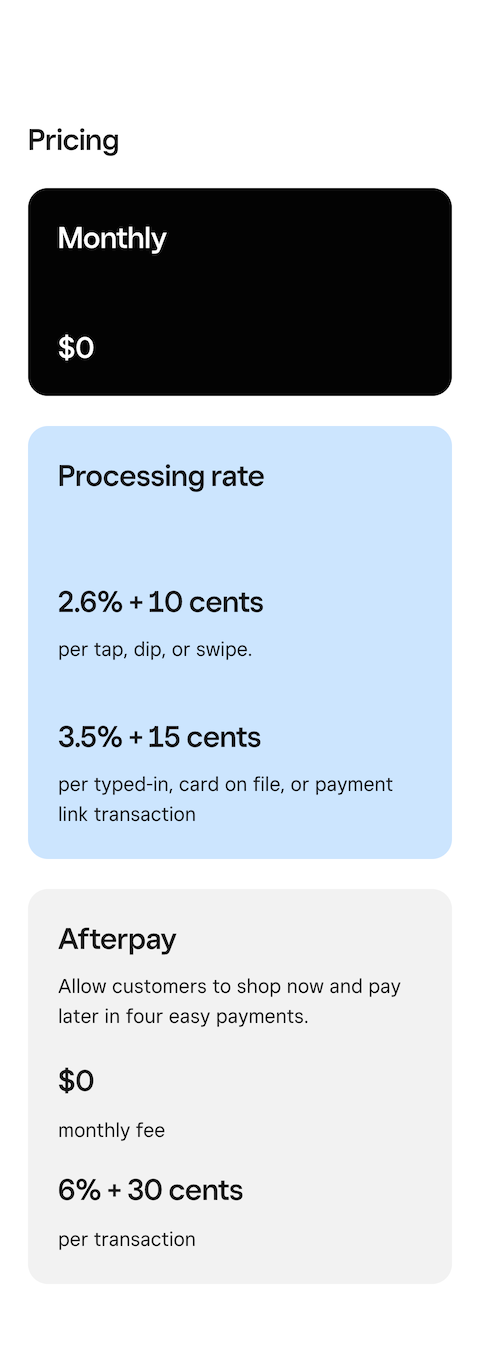 Pricing
Monthly
$0
Processing rate
2.6% + 10 cents
per tap, dip, or swipe.
3.5% + 15 cents
per typed-in, card on file, or payment
link transaction
Afterpay
Allow customers to shop now and pay
later in four easy payments.
$0
monthly fee
6% + 30 cents
per transaction